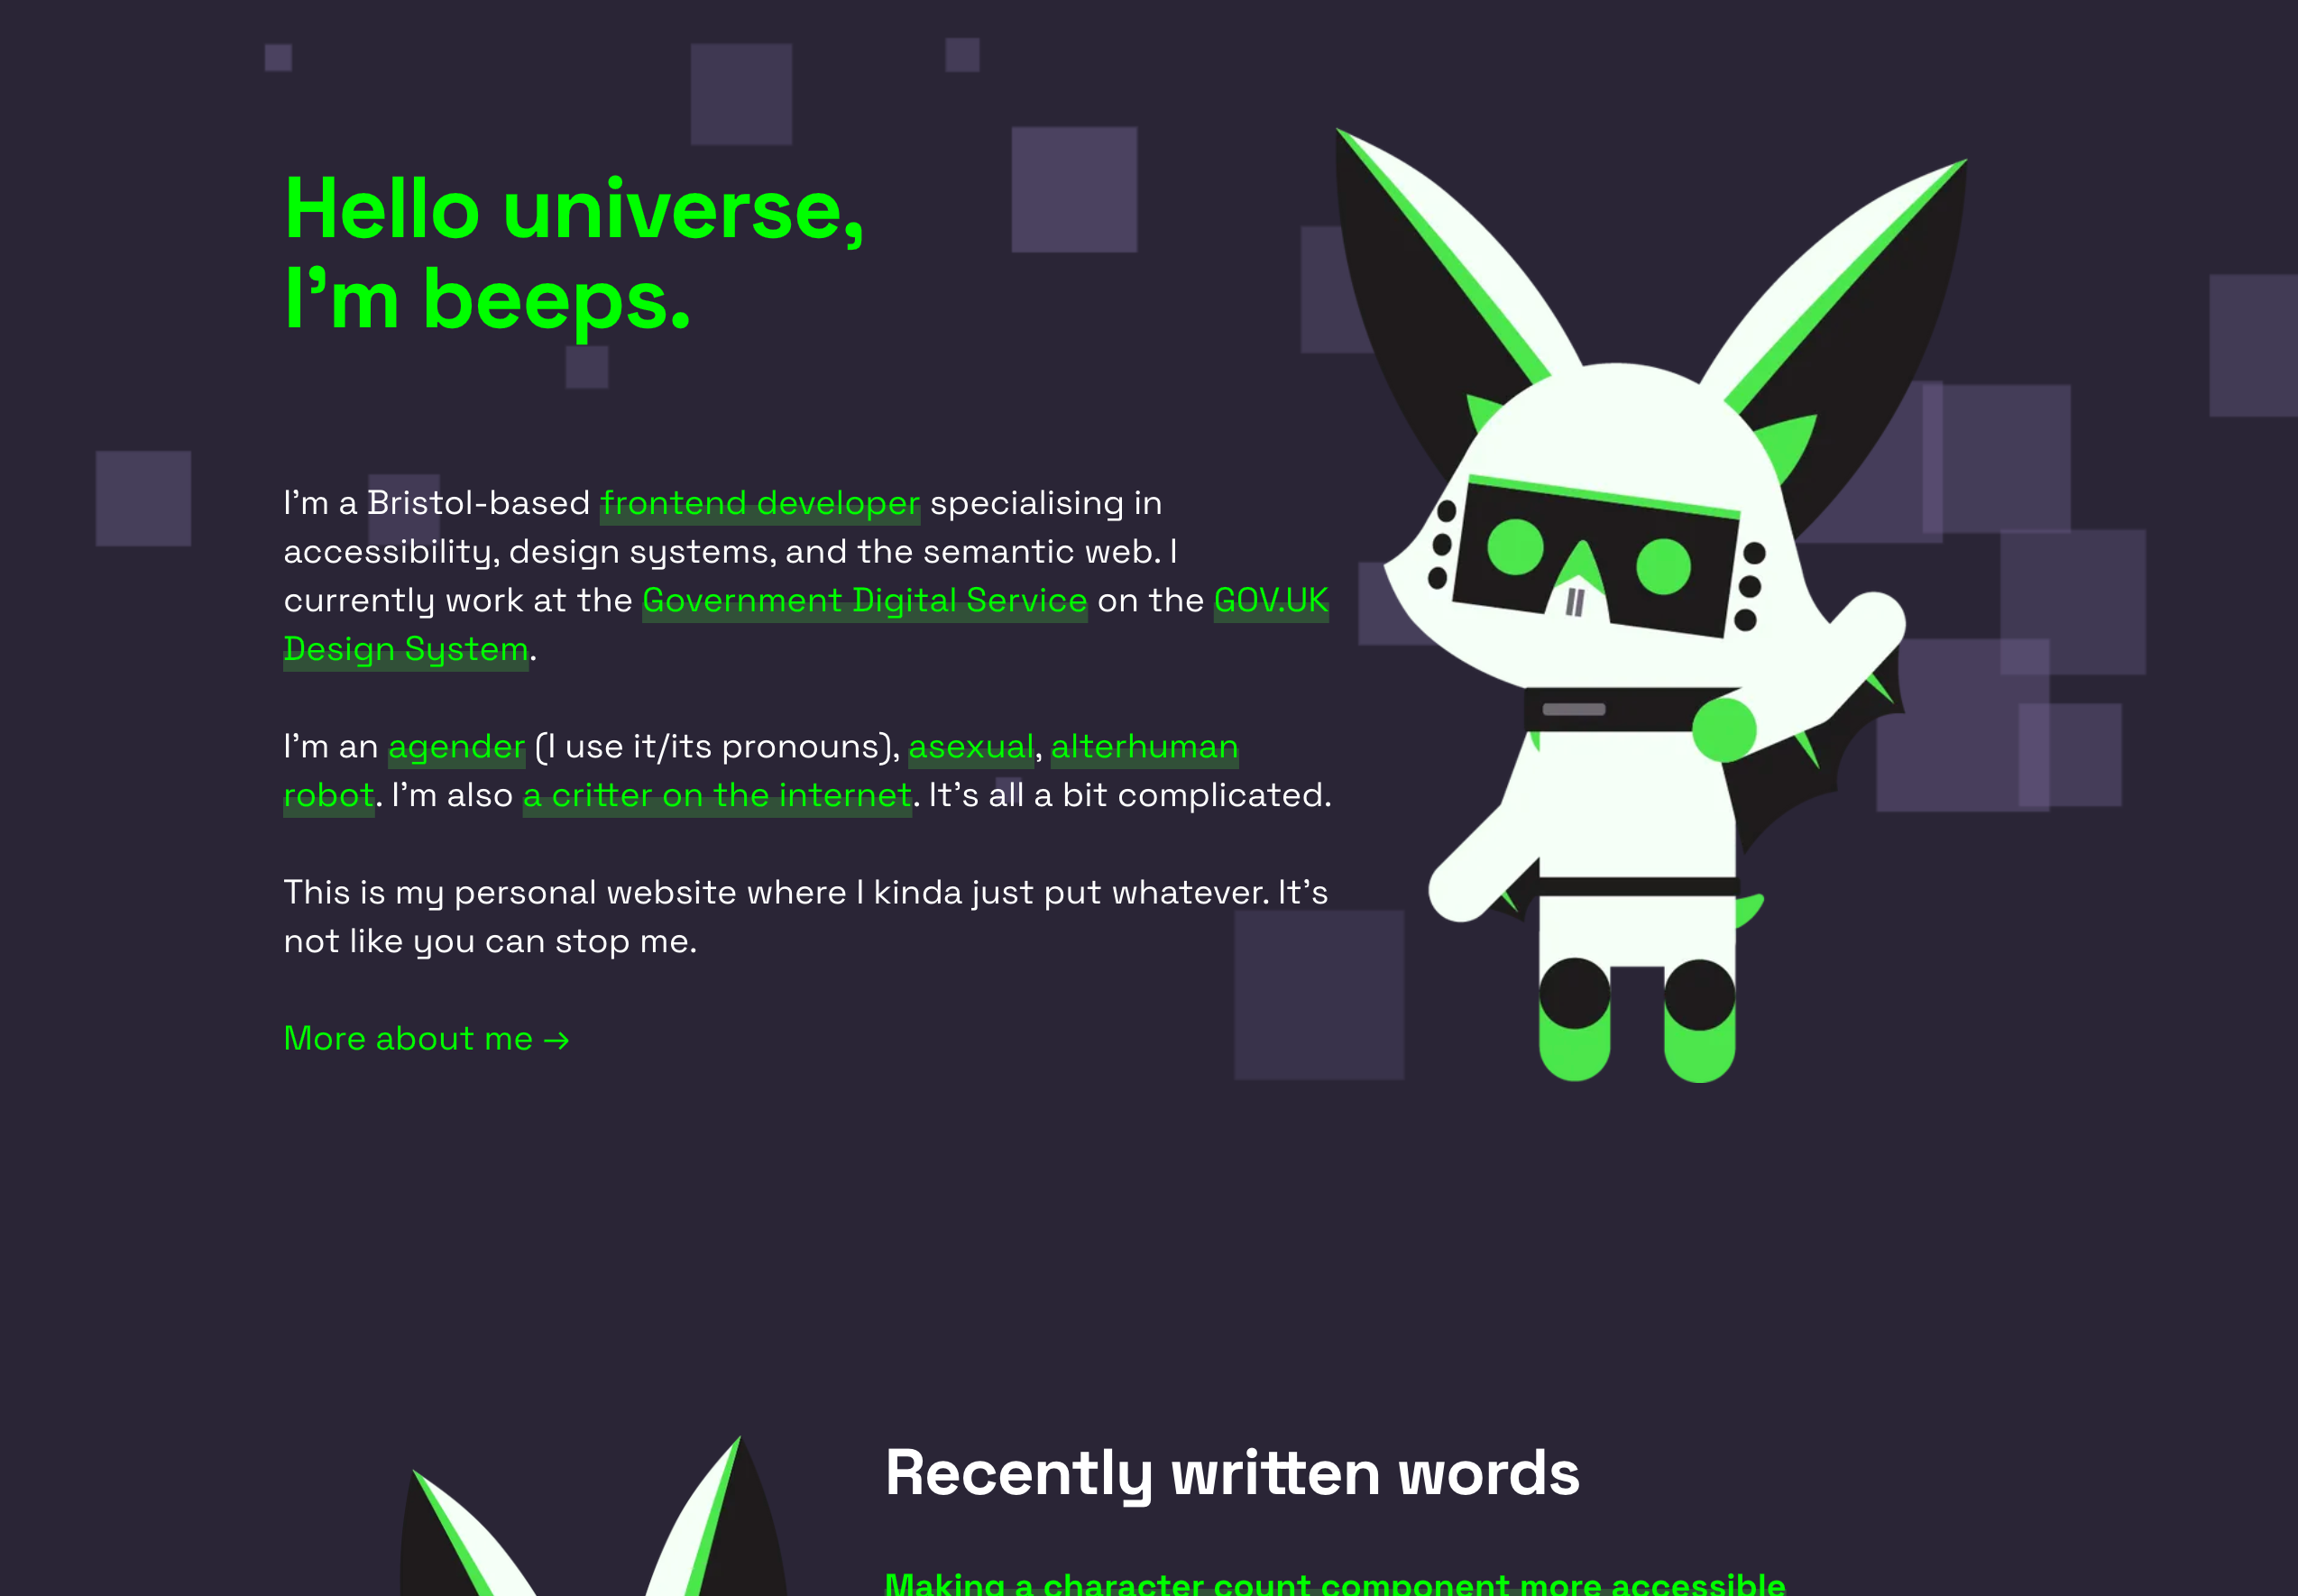 Hello universe,
I’m beeps.
I’m a Bristol-based frontend developer specialising in
accessibility, design systems, and the semantic web. I
currently work at the Government Digital Service on the GOV.UK
Design System.
I’m an agender (I use it/its pronouns), asexual, alterhuman
robot. I’m also a critter on the internet. It’s all a bit complicated.
This is my personal website where I kinda just put whatever. It’s
not like you can stop me.
More about me →
Recently written words
Making a character count component more accessible